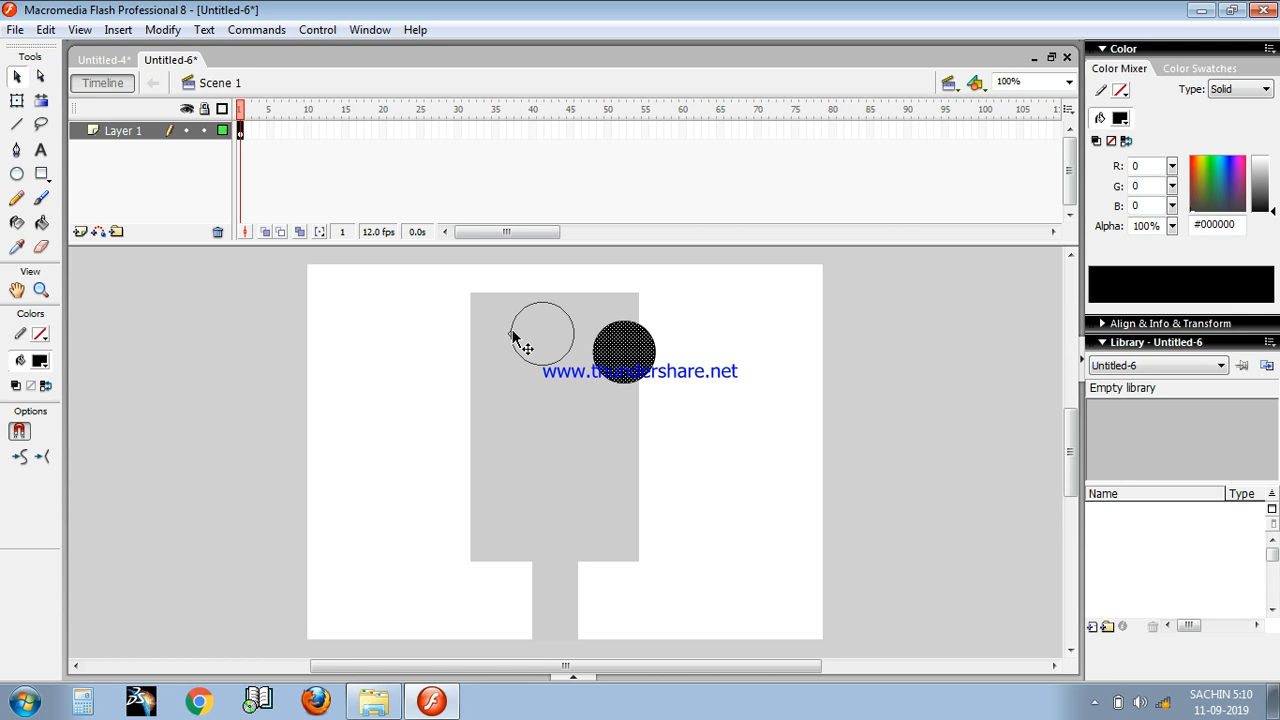 Macromedia Flash Professional 8 - [Untitled-6*]
File Edit View Insert Modify Text Commands Control Window Help
Tools
View
Colors
Options
Untitled-4* Untitled-6*
Timeline Scene 1 100%
1 5 10 15 20 25 30 35 40 45 50 55 60 65 70 75 80 85 90 95 100 105 1
Layer 1
1 12.0 fps 0.0s
www.thundershare.net
Color
Color Mixer Color Swatches
Type: Solid
R: 0
G: 0
B: 0
Alpha: 100% #000000
Align & Info & Transform
Library - Untitled-6
Untitled-6
Empty library
Name Type
SACHIN 5:10
11-09-2019